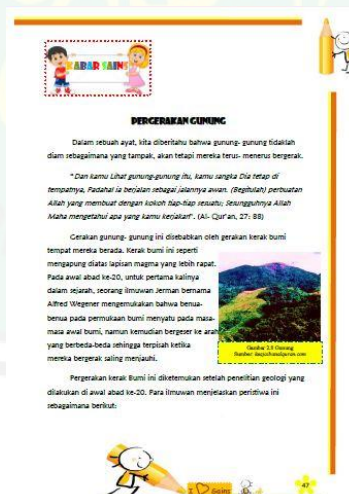 KABAR SAINS
PERGERAKAN GUNUNG
Dalam sebuah ayat, kita diberitahu bahwa gunung- gunung tidaklah
diam sebagaimana yang tampak, akan tetapi mereka terus- menerus bergerak.
"Dan kamu Lihat gunung-gunung itu, kamu sangka Dia tetap di
tempatnya, Padahal ia berjalan sebagai jalannya awan. (Begitulah) perbuatan
Allah yang membuat dengan kokoh tiap-tiap sesuatu; Sesungguhnya Allah
Maha mengetahui apa yang kamu kerjakan". (Al- Qur'an, 27: 88)
Gerakan gunung- gunung ini disebabkan oleh gerakan kerak bumi
tempat mereka berada. Kerak bumi ini seperti
mengapung diatas lapisan magma yang lebih rapat.
Pada awal abad ke-20, untuk pertama kalinya
dalam sejarah, seorang ilmuwan Jerman bernama
Alfred Wegener mengemukakan bahwa benua-
benua pada permukaan bumi menyatu pada masa-
masa awal bumi, namun kemudian bergeser ke arah
yang berbeda-beda sehingga terpisah ketika
mereka bergerak saling menjauhi.
Gambar 2.9 Gunung
Sumber:
Pergerakan kerak Bumi ini diketemukan setelah penelitian geologi yang
dilakukan di awal abad ke-20. Para ilmuwan menjelaskan peristiwa ini
sebagaimana berikut:
I Sains
47